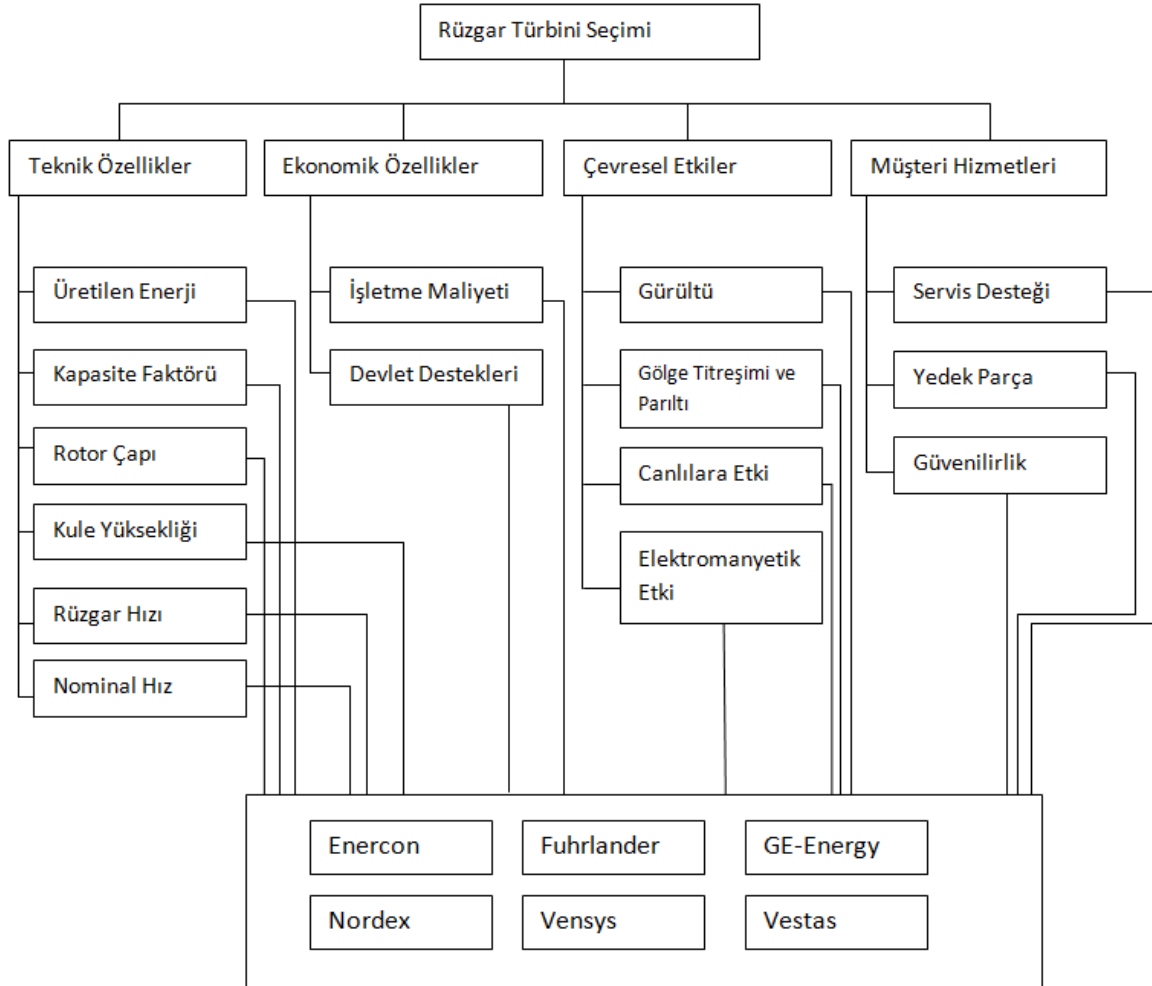 Rüzgar Türbini Seçimi
Teknik Özellikler
Ekonomik Özellikler
Çevresel Etkiler
Müşteri Hizmetleri
Üretilen Enerji
Kapasite Faktörü
Rotor Çapı
Kule Yüksekliği
Rüzgar Hızı
Nominal Hız
İşletme Maliyeti
Devlet Destekleri
Gürültü
Gölge Titreşimi ve
Parıltı
Canlılara Etki
Elektromanyetik
Etki
Servis Desteği
Yedek Parça
Güvenilirlik
Enercon
Fuhrlander
GE-Energy
Nordex
Vensys
Vestas